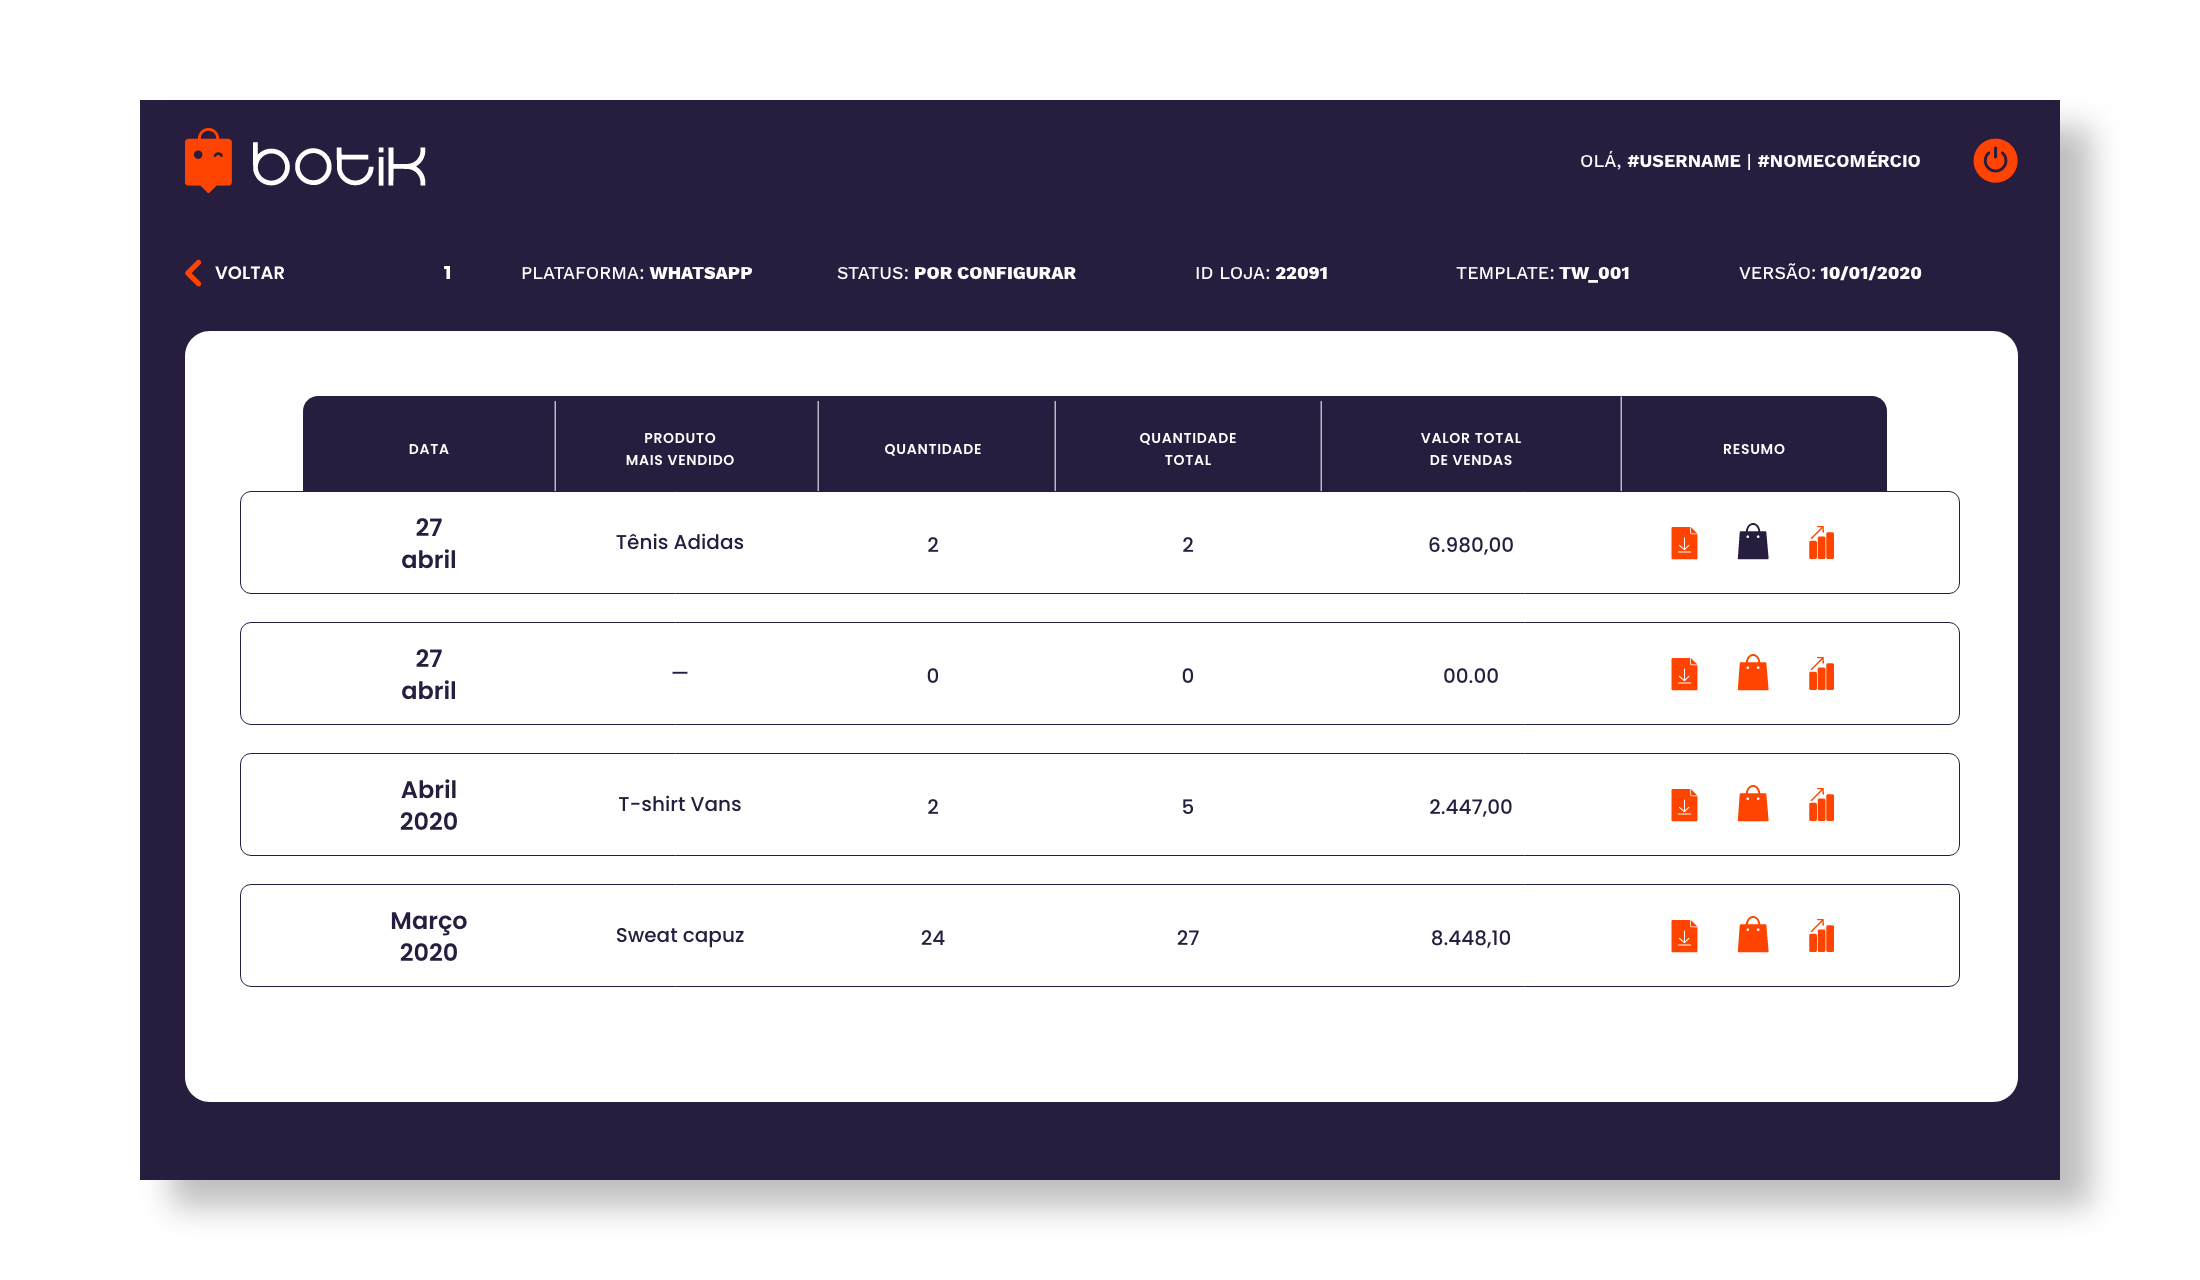 botik
OLÁ, #USERNAME | #NOMECOMÉRCIO
VOLTAR
1
PLATAFORMA: WHATSAPP
STATUS: POR CONFIGURAR
ID LOJA: 22091
TEMPLATE: TW_001
VERSÃO: 10/01/2020
DATA
PRODUTO
MAIS VENDIDO
QUANTIDADE
QUANTIDADE
TOTAL
VALOR TOTAL
DE VENDAS
RESUMO
27
abril
Tênis Adidas
2
2
6.980,00
27
abril
—
0
0
00.00
Abril
2020
T-shirt Vans
2
5
2.447,00
Março
2020
Sweat capuz
24
27
8.448,10